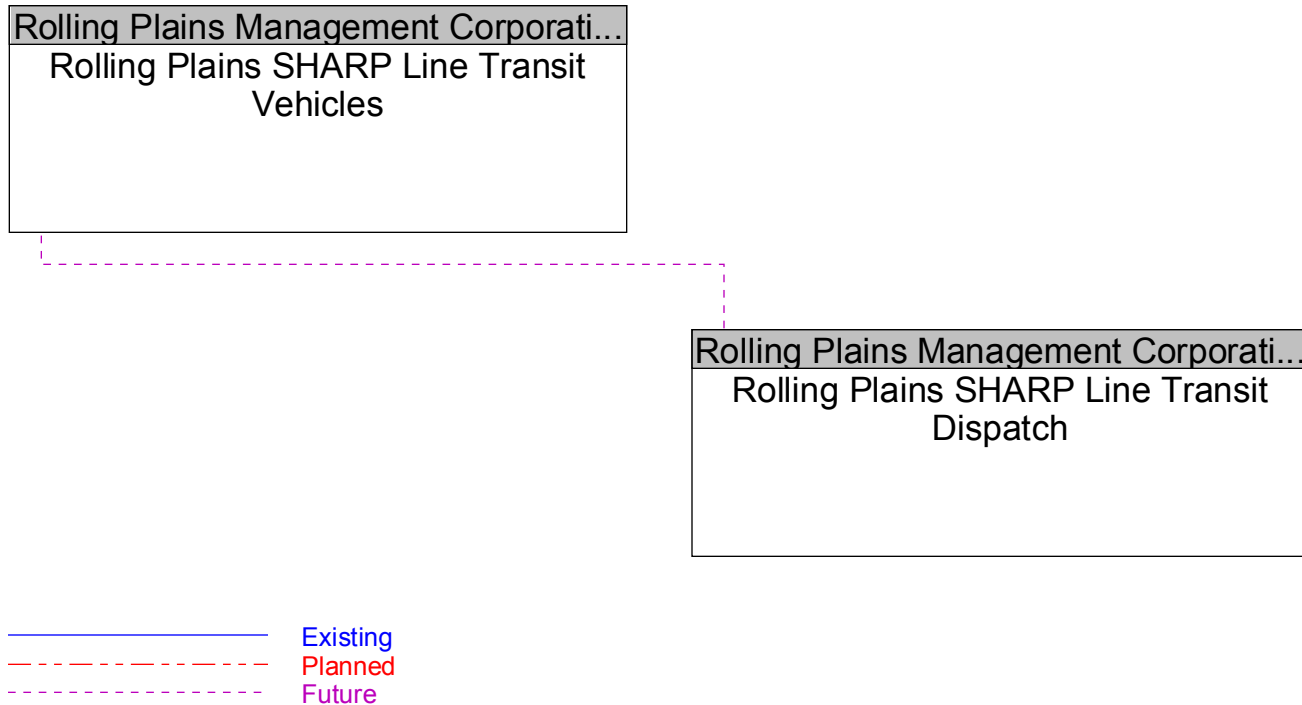 Rolling Plains Management Corporati...
Rolling Plains SHARP Line Transit
Vehicles
Rolling Plains Management Corporati...
Rolling Plains SHARP Line Transit
Dispatch
Existing
Planned
Future